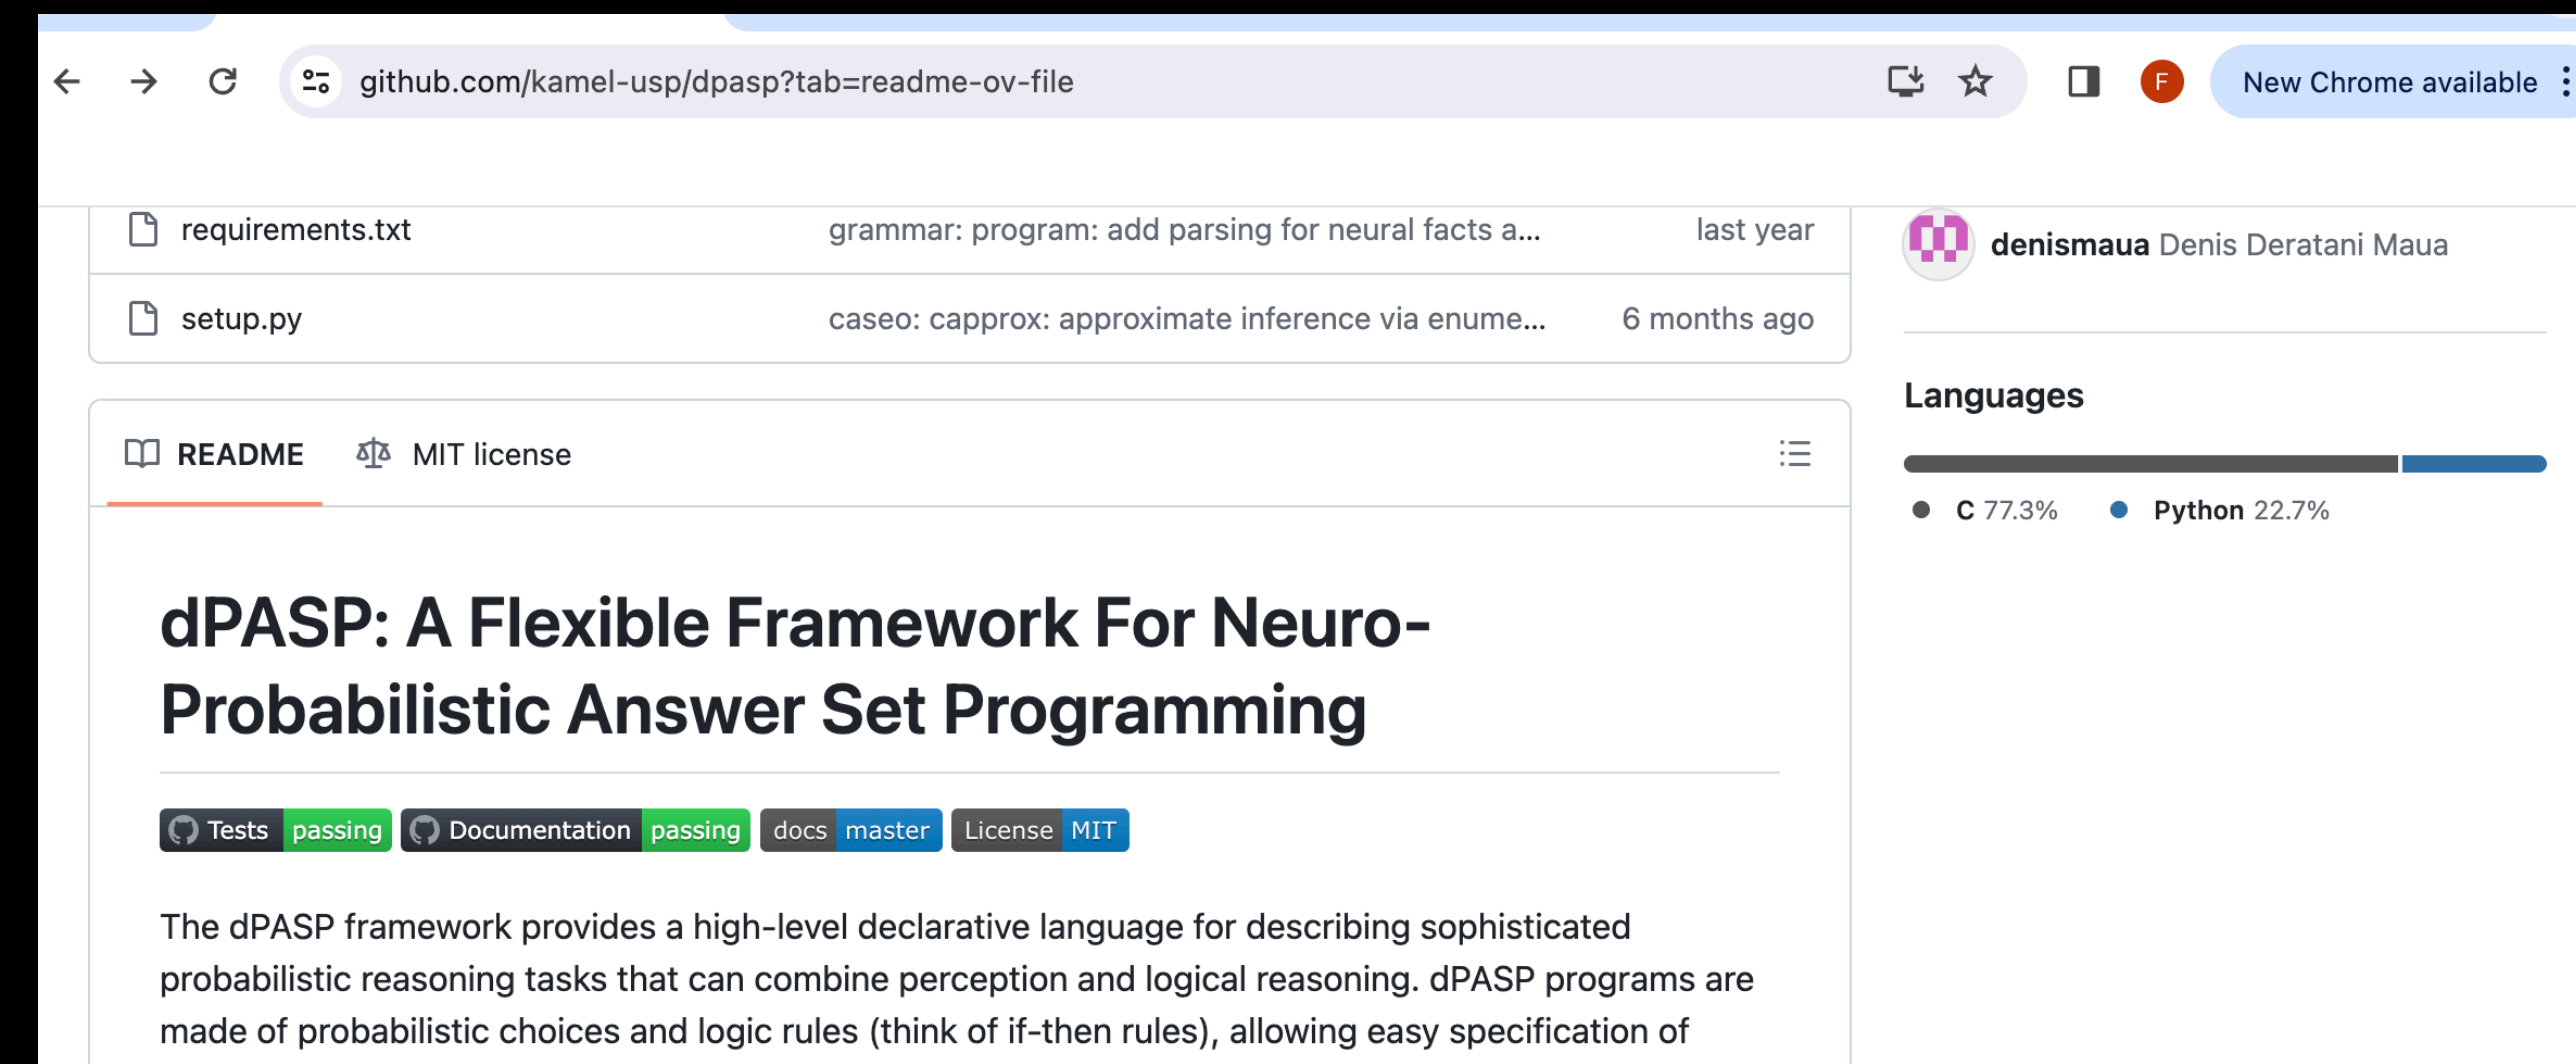 github.com/kamel-usp/dpasp?tab=readme-ov-file
F
New Chrome available
requirements.txt grammar: program: add parsing for neural facts a... last year
denismaua Denis Deratani Maua
setup.py caseo: capprox: approximate inference via enume... 6 months ago
Languages
README MIT license
C 77.3% Python 22.7%
dPASP: A Flexible Framework For Neuro-
Probabilistic Answer Set Programming
Tests passing Documentation passing docs master License MIT
The dPASP framework provides a high-level declarative language for describing sophisticated
probabilistic reasoning tasks that can combine perception and logical reasoning. dPASP programs are
made of probabilistic choices and logic rules (think of if-then rules), allowing easy specification of